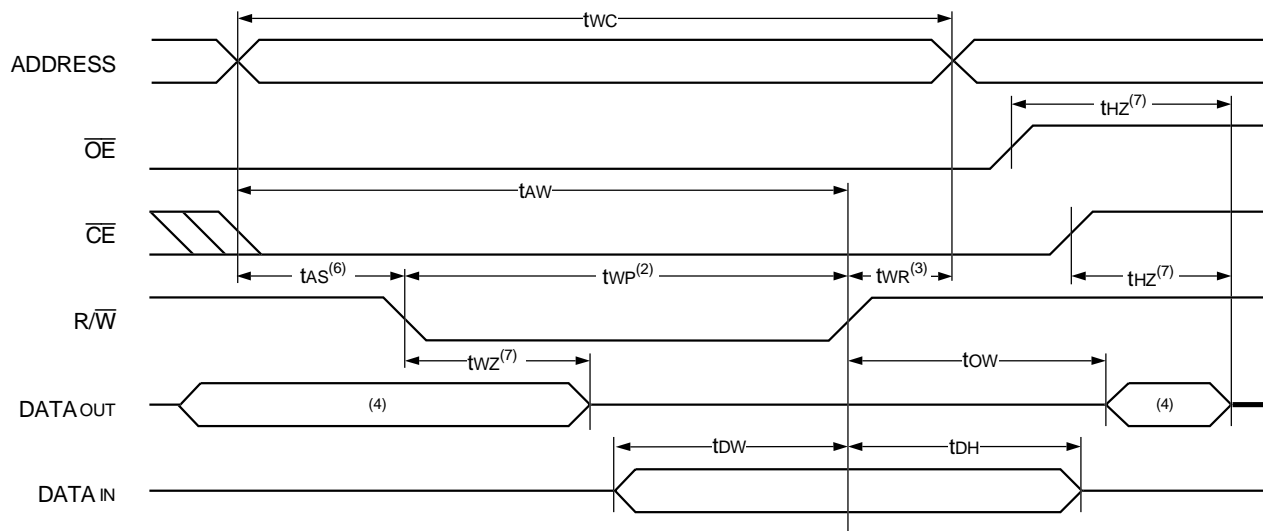 tWC
ADDRESS
tHZ(7)
OE
tAW
CE
tAS(6) tWP(2) tWR(3)
tHZ(7)
R/W
tWZ(7) tOW
DATA OUT (4) (4)
tDW tDH
DATA IN